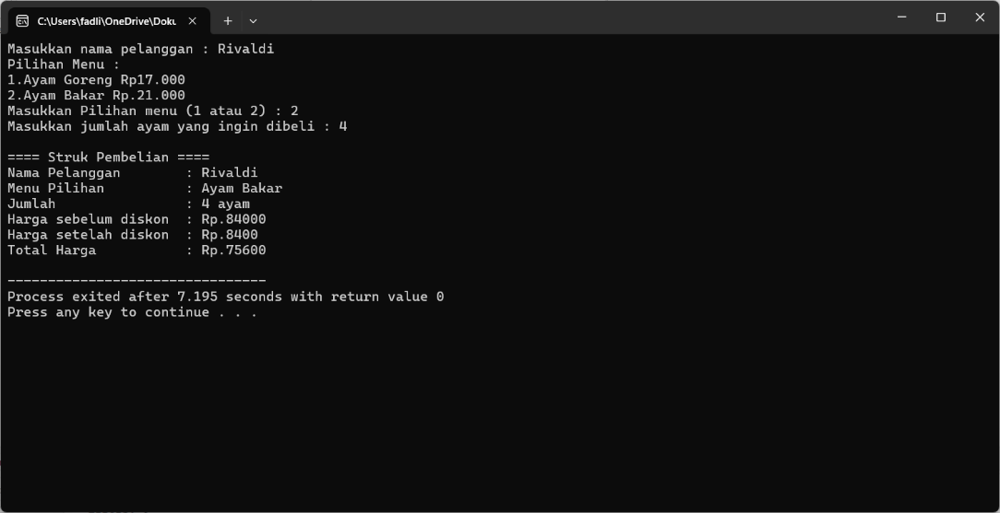 C:\Users\fadli\OneDrive\Doku
Masukkan nama pelanggan : Rivaldi
Pilihan Menu :
1.Ayam Goreng Rp17.000
2.Ayam Bakar Rp.21.000
Masukkan Pilihan menu (1 atau 2) : 2
Masukkan jumlah ayam yang ingin dibeli : 4
==== Struk Pembelian ====
Nama Pelanggan : Rivaldi
Menu Pilihan : Ayam Bakar
Jumlah : 4 ayam
Harga sebelum diskon : Rp.84000
Harga setelah diskon : Rp.8400
Total Harga : Rp.75600
--------------------------------
Process exited after 7.195 seconds with return value 0
Press any key to continue . . .